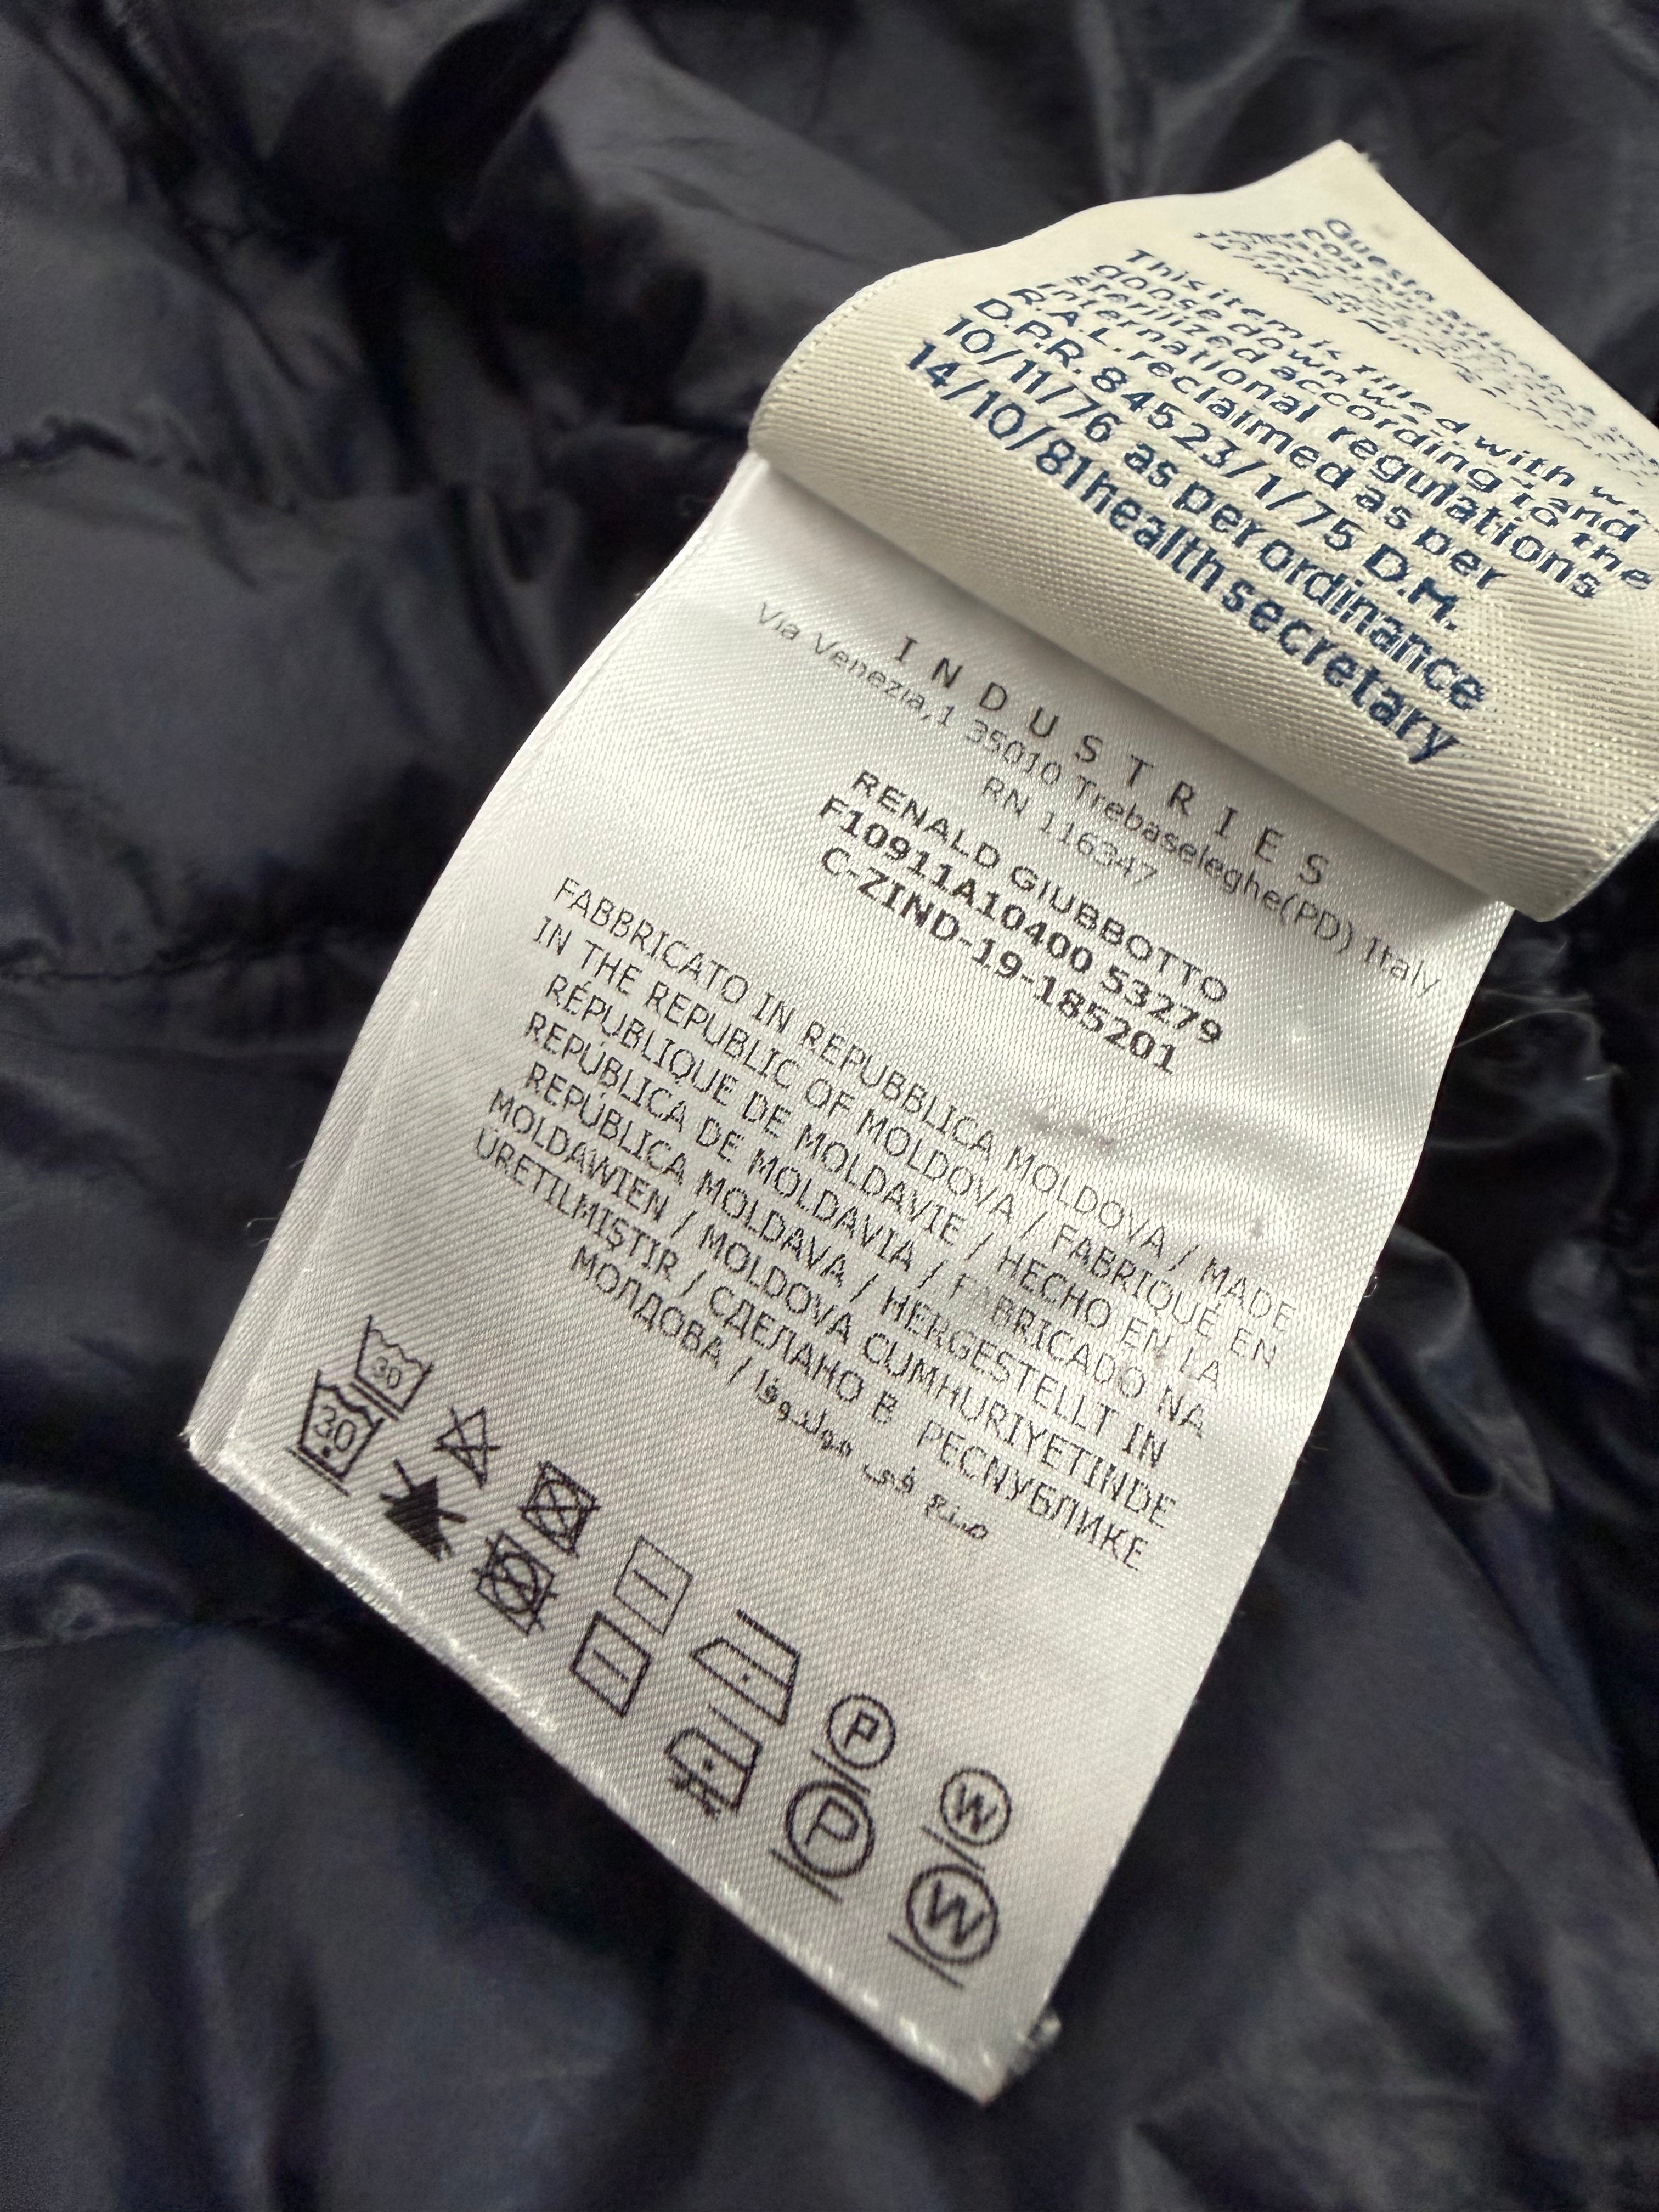 Questo
This item is filled with
goose down
sterilized according to the
international regulations
R.A.L. reclaimed as per
D.P.R. 84523/1/75 D.M.
10/11/76 as per ordinance
14/10/81 health secretary
INDUSTRIES
Via Venezia,1 35010 Trebaseleghe(PD) Italy
RN 116347
RENALD GIUBBOTTO
F10911A10400 53279
C-ZIND-19-185201
FABBRICATO IN REPUBBLICA MOLDOVA / MADE
IN THE REPUBLIC OF MOLDOVA / FABRIQUÉ EN
RÉPUBLIQUE DE MOLDAVIE / HECHO EN LA
REPÚBLICA DE MOLDAVIA / FABRICADO NA
REPÚBLICA MOLDAVA / HERGESTELLT IN
MOLDAWIEN / MOLDOVA CUMHURIYETINDE
ÜRETILMIŞTIR / СДЕЛАНО В РЕСПУБЛИКЕ
МОЛДОВА / صنع في مولدوفا
30
30
P
W
P
W